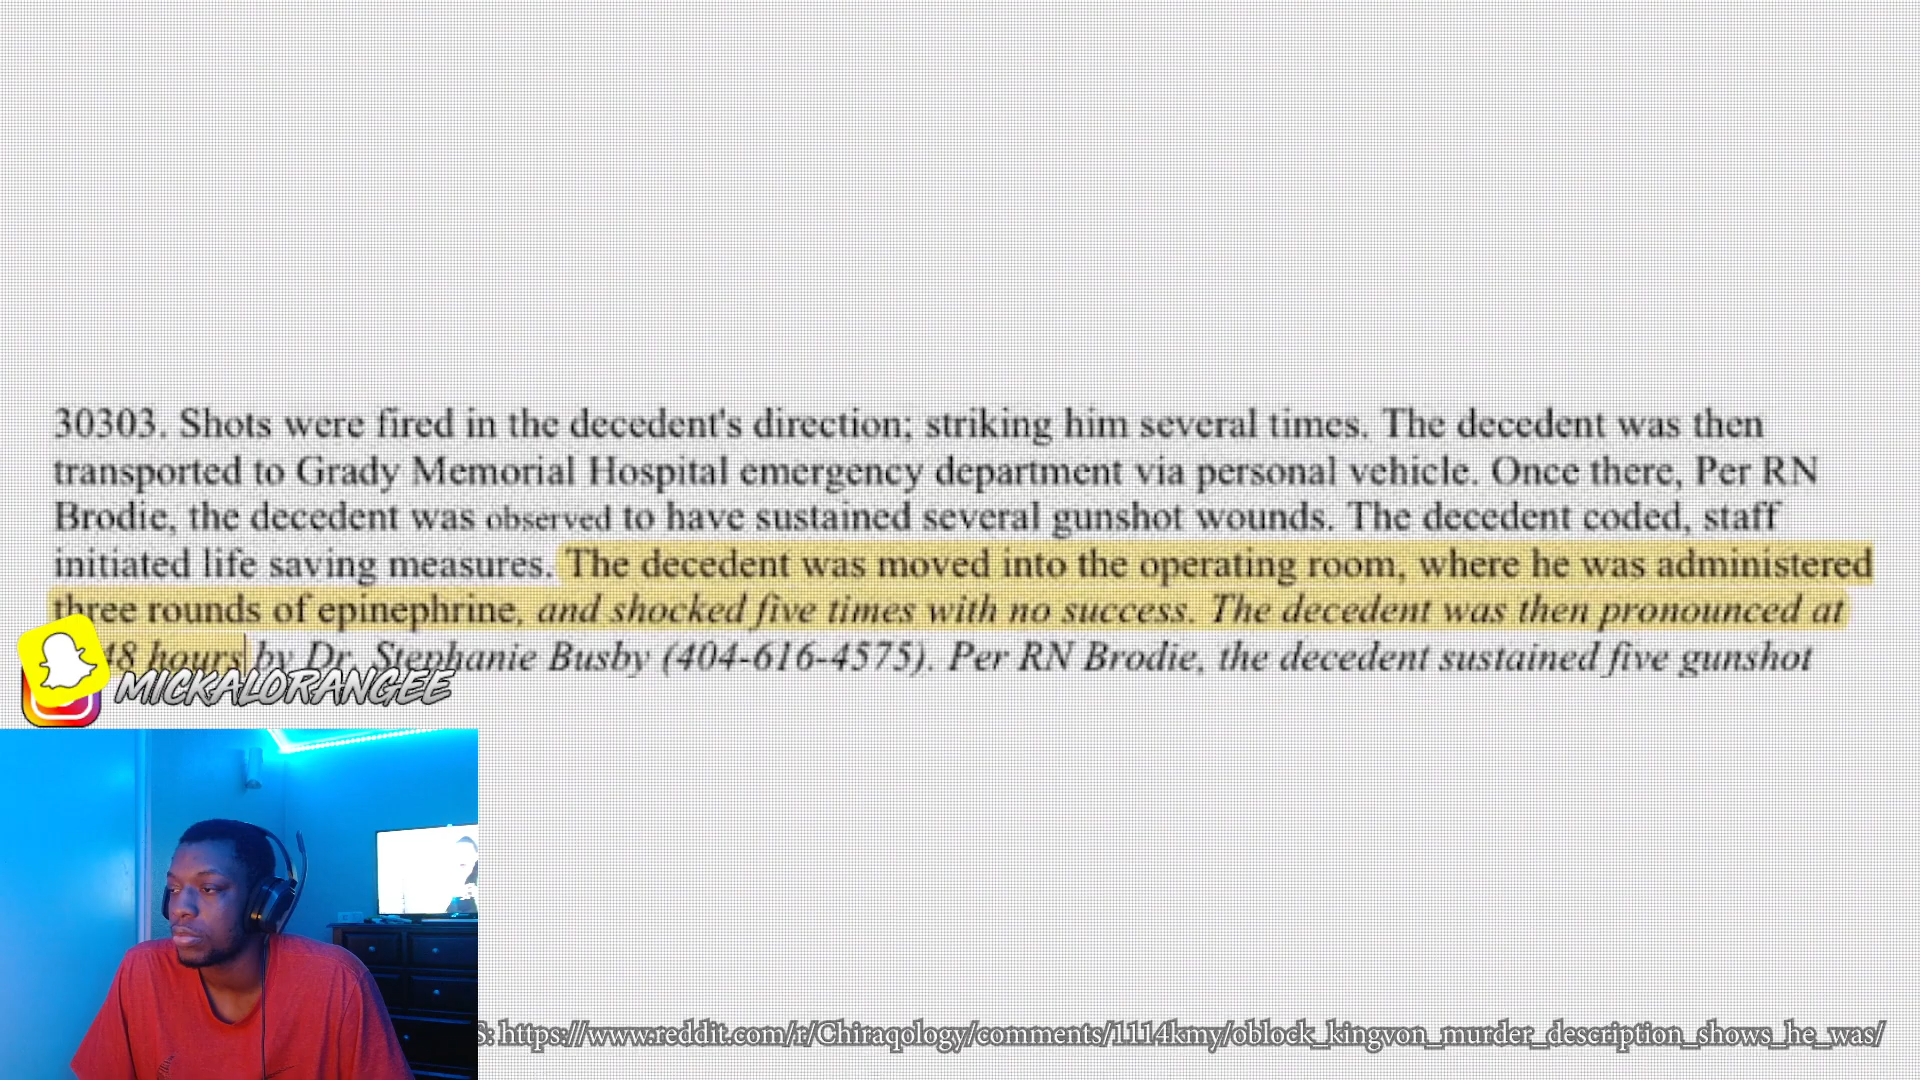 30303. Shots were fired in the decedent's direction; striking him several times. The decedent was then
transported to Grady Memorial Hospital emergency department via personal vehicle. Once there, Per RN
Brodie, the decedent was observed to have sustained several gunshot wounds. The decedent coded, staff
initiated life saving measures. The decedent was moved into the operating room, where he was administered
three rounds of epinephrine, and shocked five times with no success. The decedent was then pronounced at
48 hours by Dr. Stephanie Busby (404-616-4575). Per RN Brodie, the decedent sustained five gunshot
MICKALORANGEE
S: https://www.reddit.com/r/Chiraqology/comments/1114kmy/oblock_kingvon_murder_description_shows_he_was/